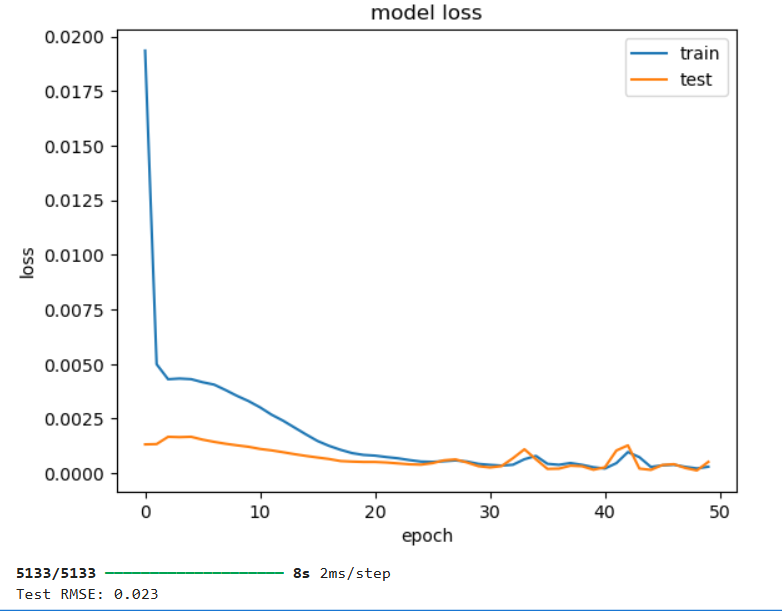 model loss
0.0200
0.0175
0.0150
0.0125
0.0100
0.0075
0.0050
0.0025
0.0000
loss
train
test
0 10 20 30 40 50
epoch
5133/5133 ━━━━━━━━━━━━━━━━━━━━ 8s 2ms/step
Test RMSE: 0.023